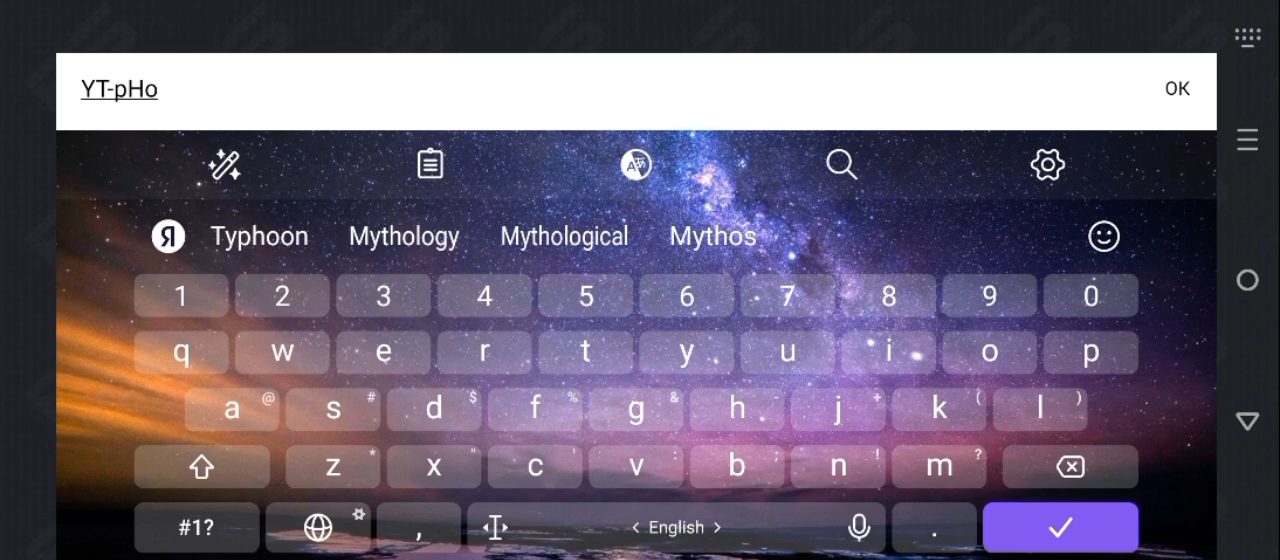 YT-pHo OK
Я Typhoon Mythology Mythological Mythos
1 2 3 4 5 6 7 8 9 0
q w e r t y u i o p
a @ s # d $ f % g & h - j + k ( l )
z * x " c ' v : b ; n ! m ?
#1? , < English > .